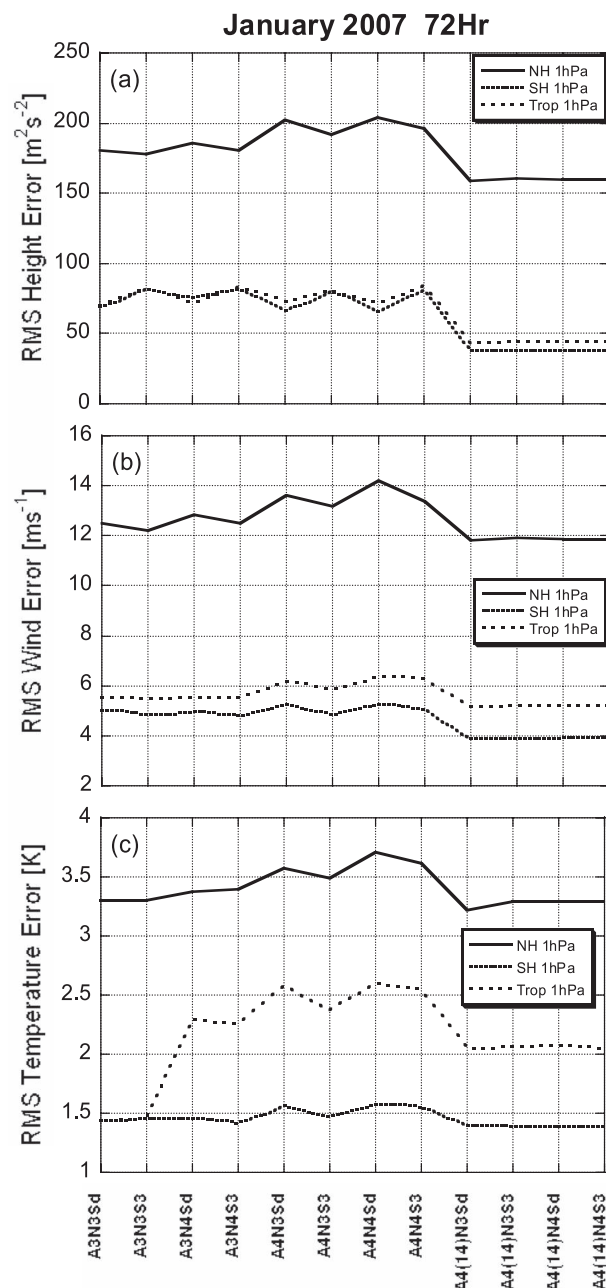 January 2007 72Hr
(a)
RMS Height Error [m²s⁻²]
250
200
150
100
50
0
NH 1hPa
SH 1hPa
Trop 1hPa
(b)
RMS Wind Error [ms⁻¹]
16
14
12
10
8
6
4
2
NH 1hPa
SH 1hPa
Trop 1hPa
(c)
RMS Temperature Error [K]
4
3.5
3
2.5
2
1.5
1
NH 1hPa
SH 1hPa
Trop 1hPa
A3N3Sd
A3N3S3
A3N4Sd
A3N4S3
A4N3Sd
A4N3S3
A4N4Sd
A4N4S3
A4(14)N3Sd
A4(14)N3S3
A4(14)N4Sd
A4(14)N4S3